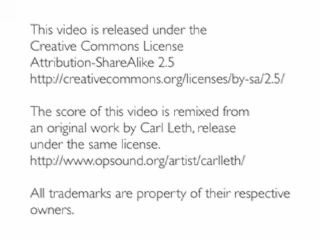 This video is released under the
Creative Commons License
Attribution-ShareAlike 2.5
http://creativecommons.org/licenses/by-sa/2.5/
The score of this video is remixed from
an original work by Carl Leth, release
under the same license.
http://www.opsound.org/artist/carlleth/
All trademarks are property of their respective
owners.